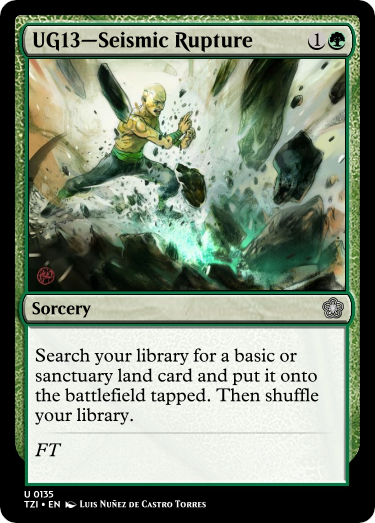 UG13—Seismic Rupture 1
Sorcery
Search your library for a basic or
sanctuary land card and put it onto
the battlefield tapped. Then shuffle
your library.
FT
U 0135
TZI • EN Luis Nuñez de Castro Torres